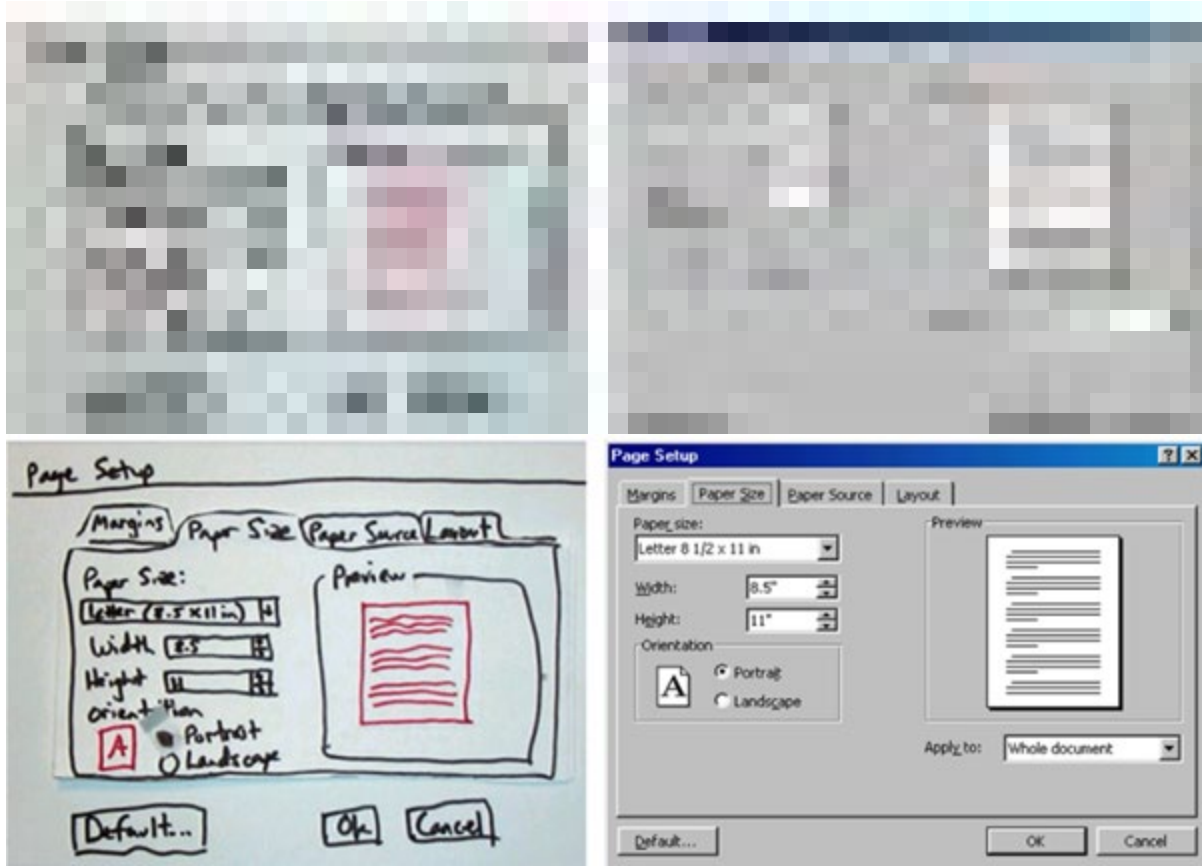 Page Setup
Margins Paper Size Paper Source Layout
Paper Size:
Preview
Letter (8.5 x 11 in)
Width 8.5
Height 11
orientition
A
Portrait
Landscape
Default... Ok Cancel
Page Setup
Margins Paper Size Paper Source Layout
Paper size:
Preview
Letter 8 1/2 x 11 in
Width: 8.5"
Height: 11"
Orientation
A
Portrait
Landscape
Apply to: Whole document
Default... OK Cancel